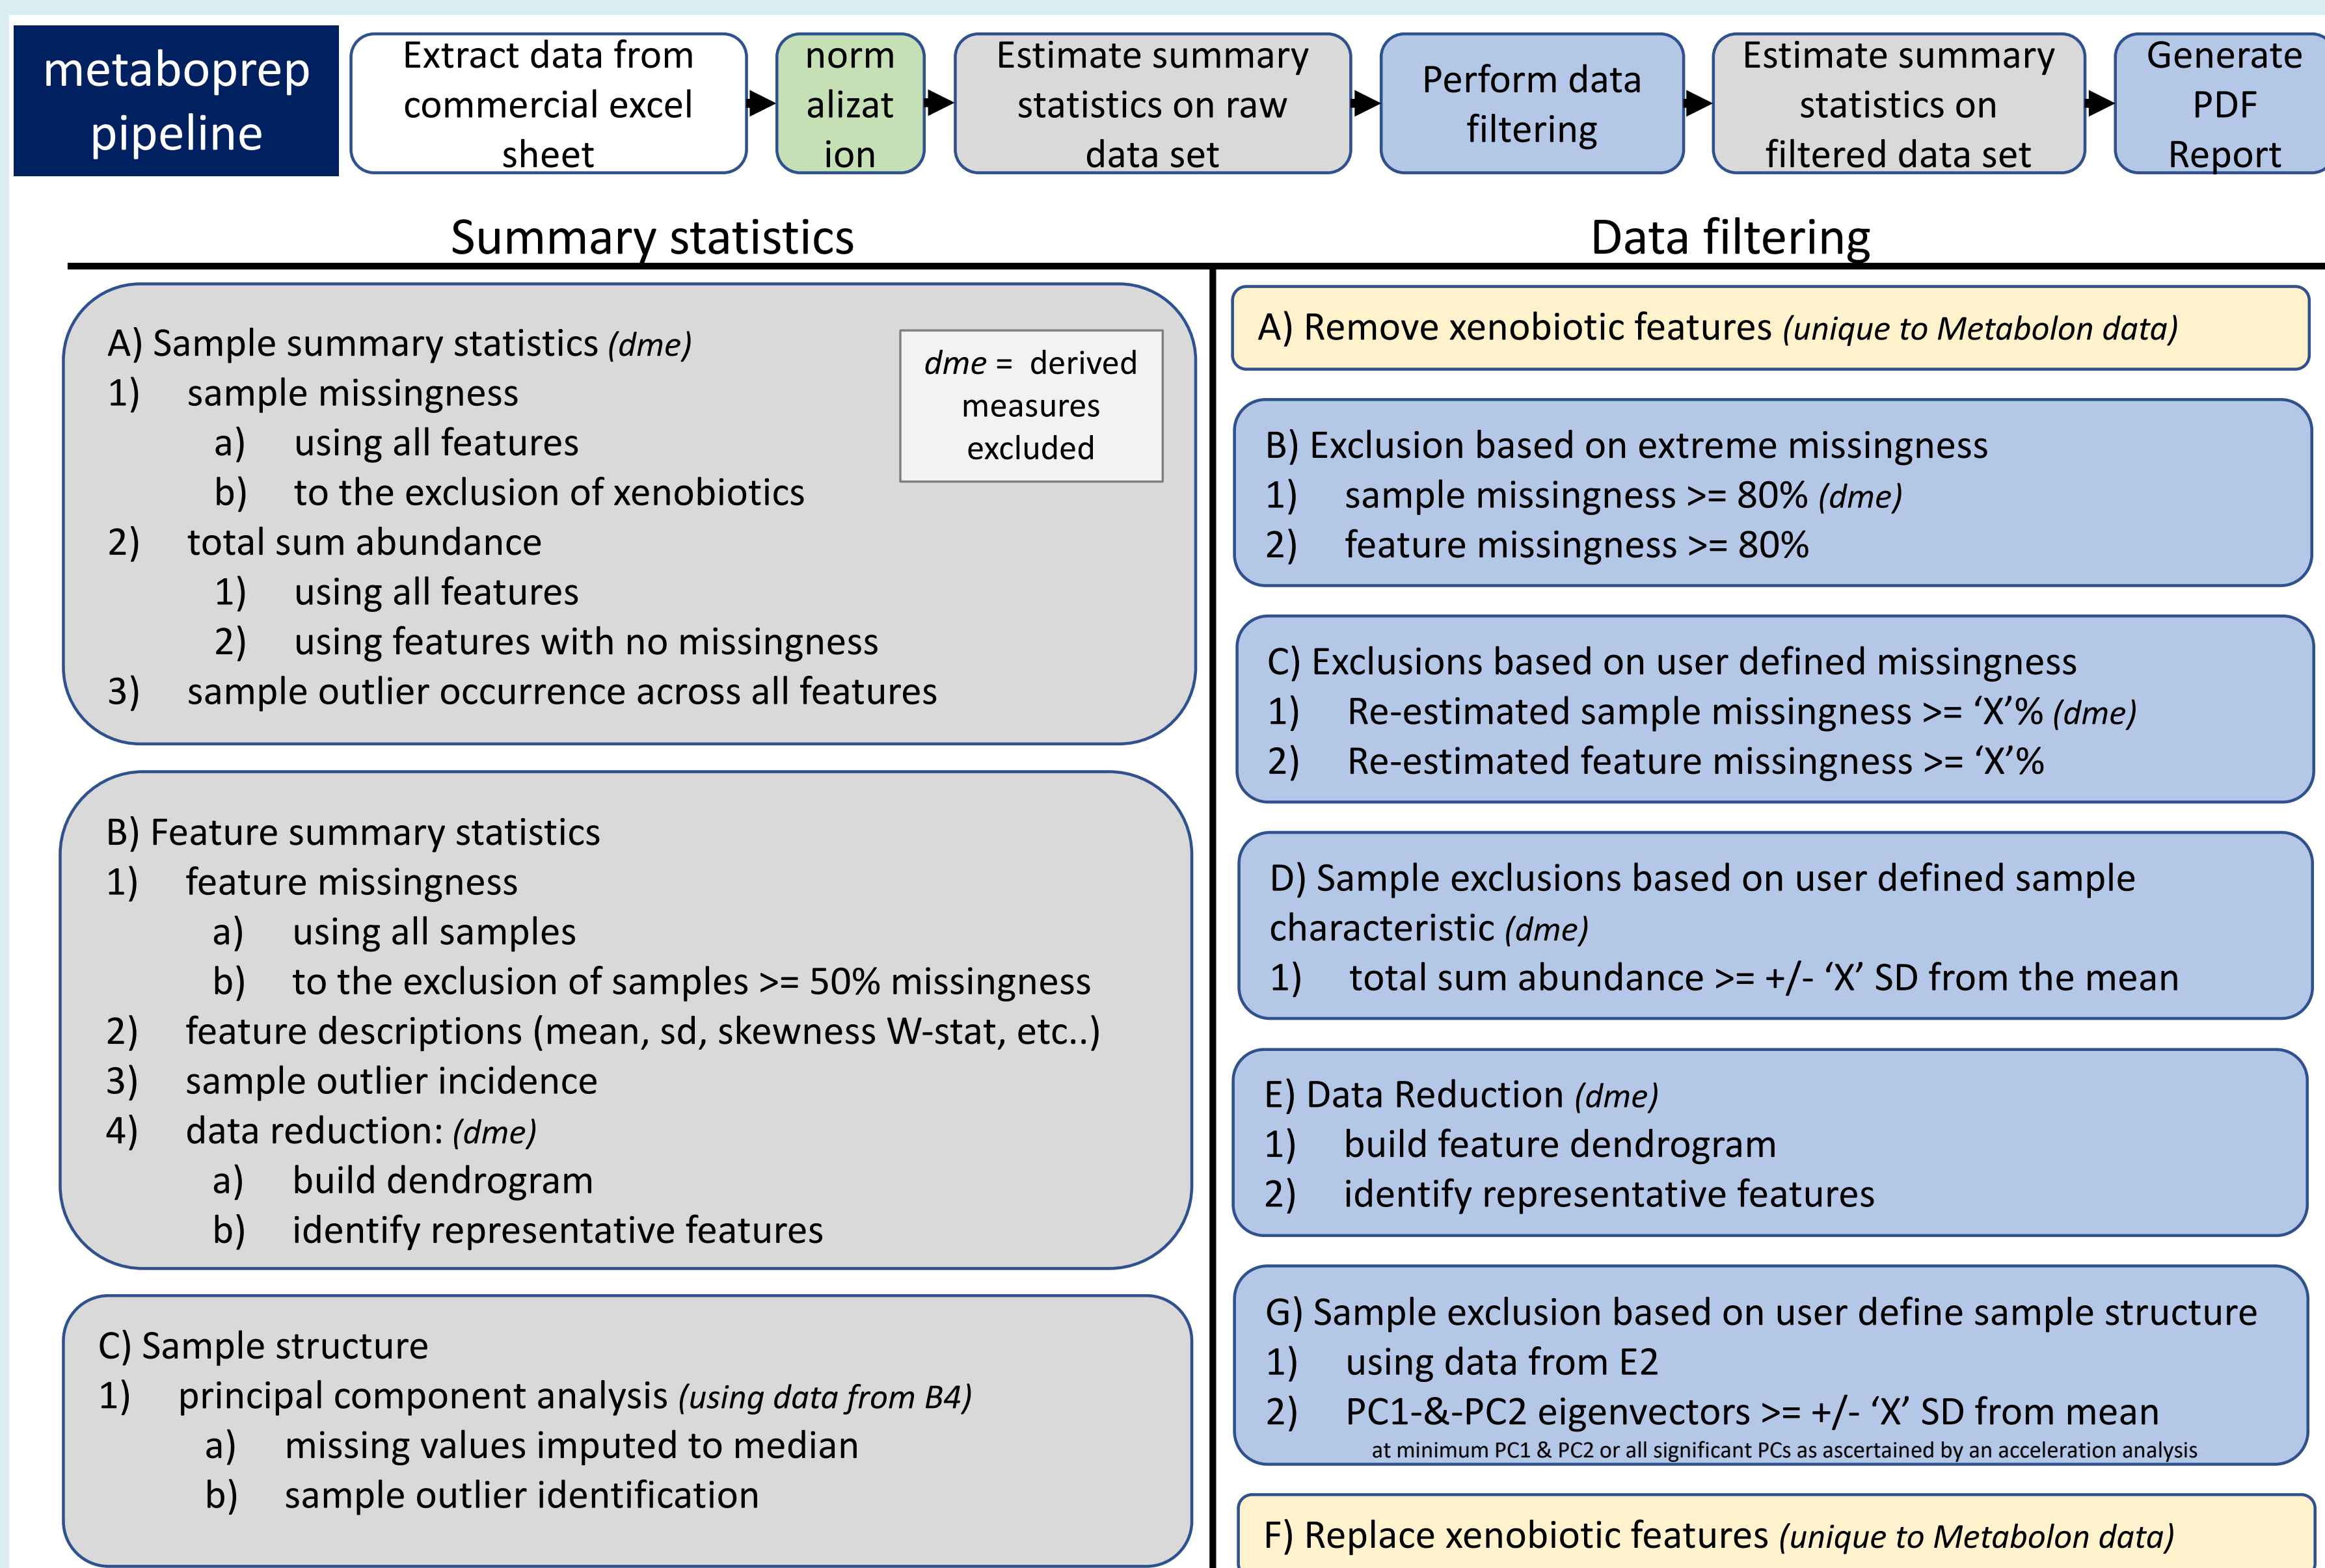 metaboprep
pipeline
Extract data from
commercial excel
sheet
norm
alizat
ion
Estimate summary
statistics on raw
data set
Perform data
filtering
Estimate summary
statistics on
filtered data set
Generate
PDF
Report
Summary statistics
A) Sample summary statistics (dme)
1) sample missingness
a) using all features
b) to the exclusion of xenobiotics
2) total sum abundance
1) using all features
2) using features with no missingness
3) sample outlier occurrence across all features
dme = derived
measures
excluded
B) Feature summary statistics
1) feature missingness
a) using all samples
b) to the exclusion of samples >= 50% missingness
2) feature descriptions (mean, sd, skewness W-stat, etc..)
3) sample outlier incidence
4) data reduction: (dme)
a) build dendrogram
b) identify representative features
C) Sample structure
1) principal component analysis (using data from B4)
a) missing values imputed to median
b) sample outlier identification
Data filtering
A) Remove xenobiotic features (unique to Metabolon data)
B) Exclusion based on extreme missingness
1) sample missingness >= 80% (dme)
2) feature missingness >= 80%
C) Exclusions based on user defined missingness
1) Re-estimated sample missingness >= ‘X’% (dme)
2) Re-estimated feature missingness >= ‘X’%
D) Sample exclusions based on user defined sample
characteristic (dme)
1) total sum abundance >= +/- ‘X’ SD from the mean
E) Data Reduction (dme)
1) build feature dendrogram
2) identify representative features
G) Sample exclusion based on user define sample structure
1) using data from E2
2) PC1-&-PC2 eigenvectors >= +/- ‘X’ SD from mean
at minimum PC1 & PC2 or all significant PCs as ascertained by an acceleration analysis
F) Replace xenobiotic features (unique to Metabolon data)